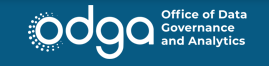 odga
Office of Data
Governance
and Analytics